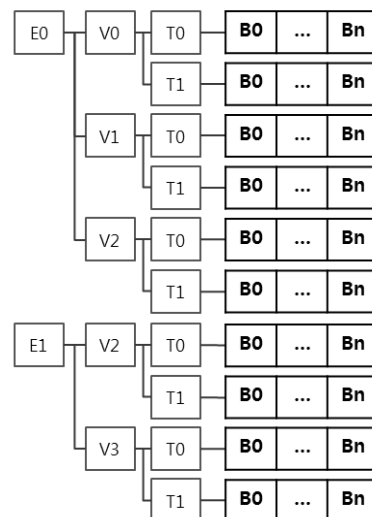 E0 V0 T0 B0 ... Bn
T1 B0 ... Bn
V1 T0 B0 ... Bn
T1 B0 ... Bn
V2 T0 B0 ... Bn
T1 B0 ... Bn
E1 V2 T0 B0 ... Bn
T1 B0 ... Bn
V3 T0 B0 ... Bn
T1 B0 ... Bn